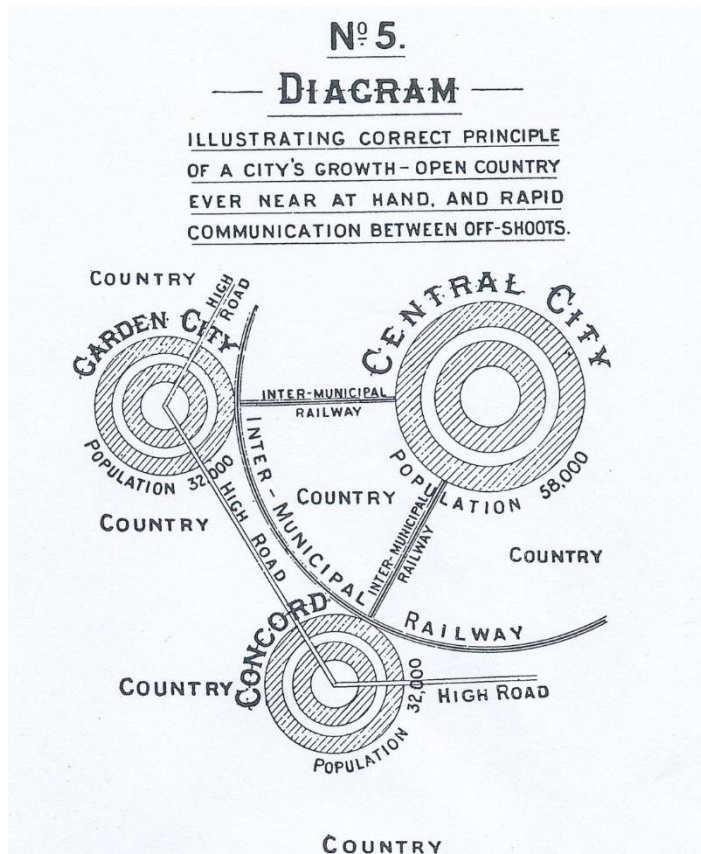 Nº 5.
DIAGRAM
ILLUSTRATING CORRECT PRINCIPLE
OF A CITY'S GROWTH – OPEN COUNTRY
EVER NEAR AT HAND, AND RAPID
COMMUNICATION BETWEEN OFF-SHOOTS.
COUNTRY
HIGH
ROAD
GARDEN CITY
POPULATION 32,000
CENTRAL CITY
POPULATION 58,000
INTER-MUNICIPAL
RAILWAY
INTER-MUNICIPAL RAILWAY
COUNTRY
COUNTRY
HIGH ROAD
INTER-MUNICIPAL
RAILWAY
COUNTRY
CONCORD
COUNTRY
32,000
POPULATION
HIGH ROAD
COUNTRY